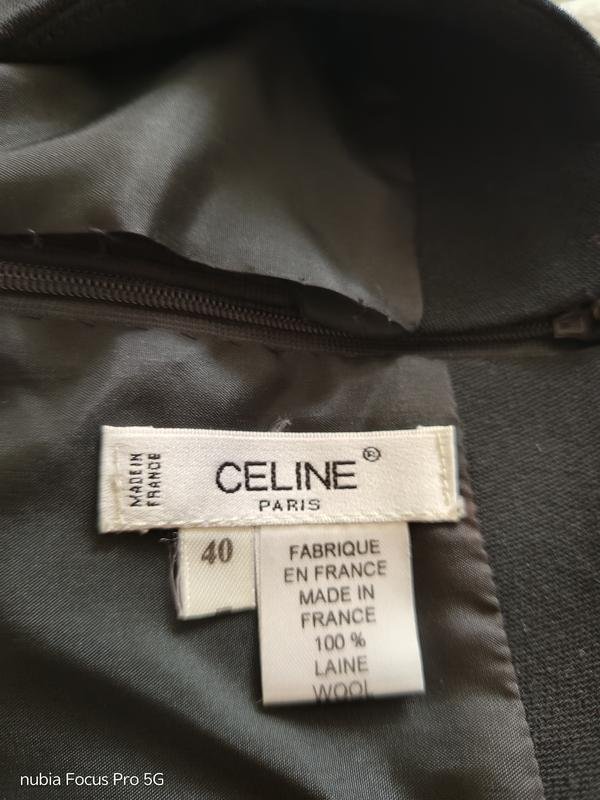 MADE IN
FRANCE
CELINE®
PARIS
40
FABRIQUE
EN FRANCE
MADE IN
FRANCE
100 %
LAINE
WOOL
nubia Focus Pro 5G